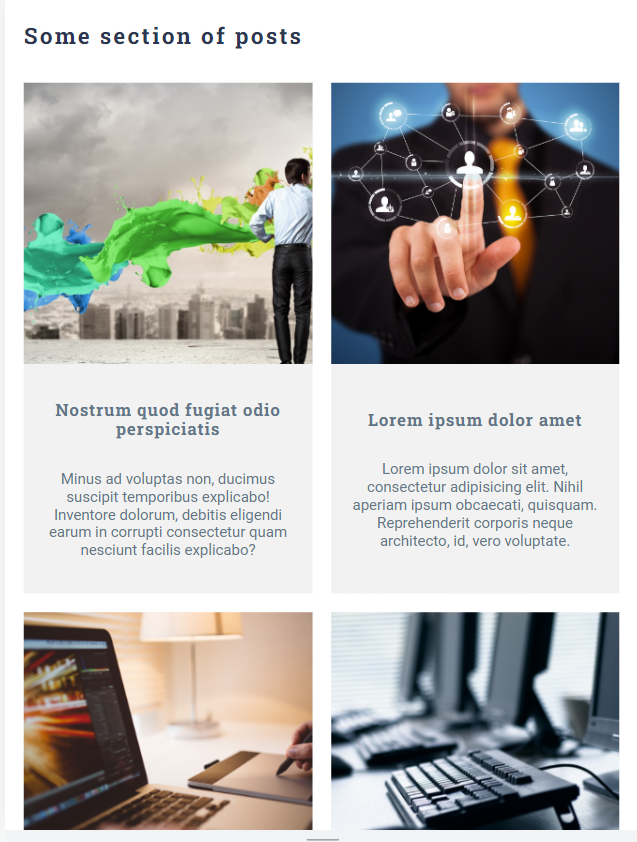 Some section of posts
Nostrum quod fugiat odio
perspiciatis
Minus ad voluptas non, ducimus
suscipit temporibus explicabo!
Inventore dolorum, debitis eligendi
earum in corrupti consectetur quam
nesciunt facilis explicabo?
Lorem ipsum dolor amet
Lorem ipsum dolor sit amet,
consectetur adipisicing elit. Nihil
aperiam ipsum obcaecati, quisquam.
Reprehenderit corporis neque
architecto, id, vero voluptate.